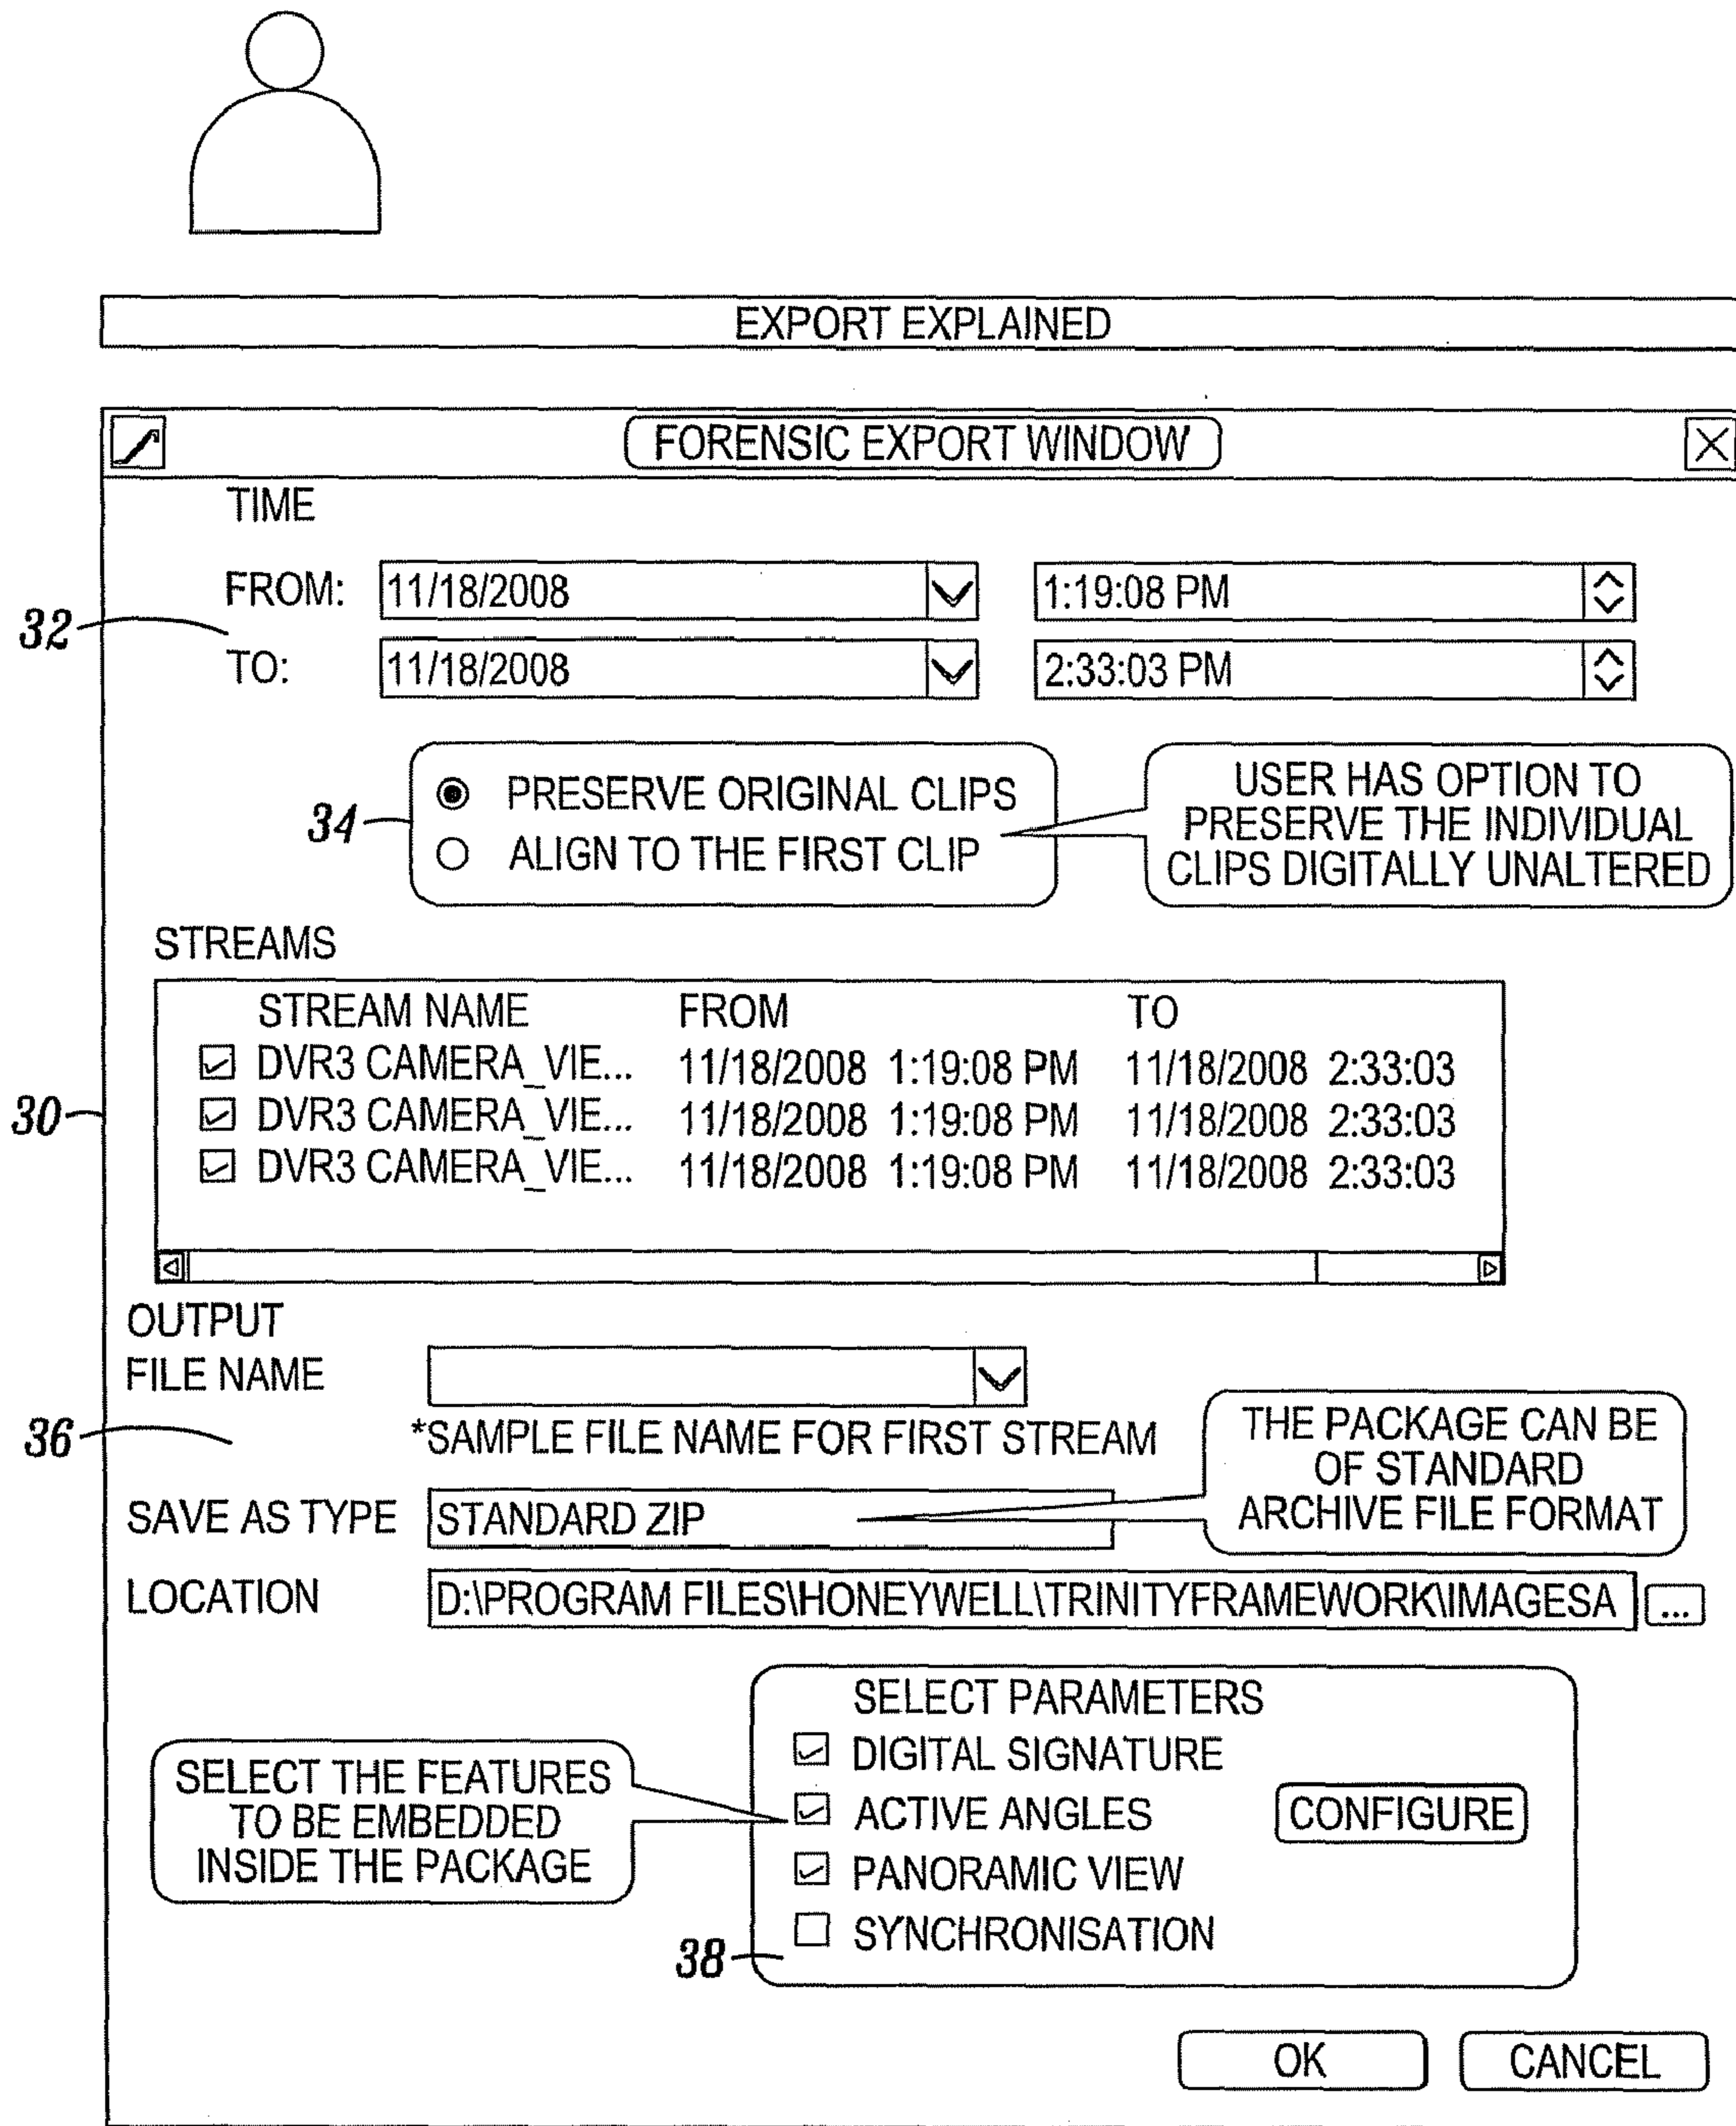 EXPORT EXPLAINED
FORENSIC EXPORT WINDOW
TIME
FROM: 11/18/2008 1:19:08 PM
32
TO: 11/18/2008 2:33:03 PM
34
PRESERVE ORIGINAL CLIPS
ALIGN TO THE FIRST CLIP
USER HAS OPTION TO
PRESERVE THE INDIVIDUAL
CLIPS DIGITALLY UNALTERED
STREAMS
STREAM NAME FROM TO
DVR3 CAMERA_VIE... 11/18/2008 1:19:08 PM 11/18/2008 2:33:03
30
DVR3 CAMERA_VIE... 11/18/2008 1:19:08 PM 11/18/2008 2:33:03
DVR3 CAMERA_VIE... 11/18/2008 1:19:08 PM 11/18/2008 2:33:03
OUTPUT
FILE NAME
36
*SAMPLE FILE NAME FOR FIRST STREAM
THE PACKAGE CAN BE
OF STANDARD
ARCHIVE FILE FORMAT
SAVE AS TYPE STANDARD ZIP
LOCATION D:\PROGRAM FILES\HONEYWELL\TRINITYFRAMEWORK\IMAGESA ...
SELECT THE FEATURES
TO BE EMBEDDED
INSIDE THE PACKAGE
SELECT PARAMETERS
DIGITAL SIGNATURE
ACTIVE ANGLES CONFIGURE
PANORAMIC VIEW
SYNCHRONISATION
38
OK CANCEL